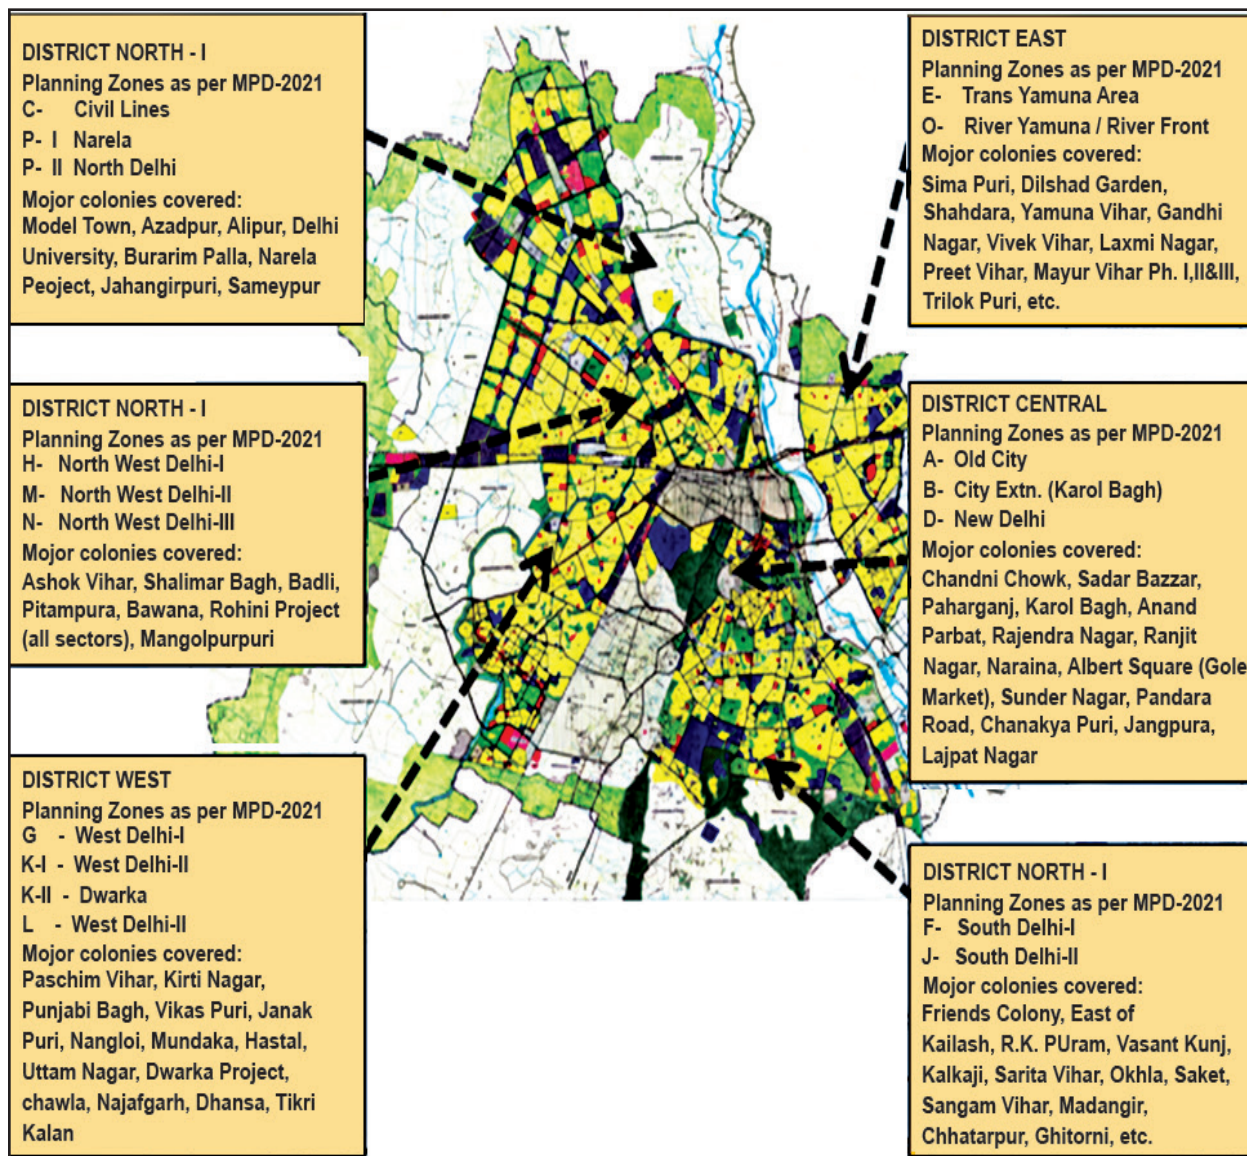 DISTRICT NORTH - I
Planning Zones as per MPD-2021
C- Civil Lines
P- I Narela
P- II North Delhi
Mojor colonies covered:
Model Town, Azadpur, Alipur, Delhi
University, Burarim Palla, Narela
Peoject, Jahangirpuri, Sameypur
DISTRICT NORTH - I
Planning Zones as per MPD-2021
H- North West Delhi-I
M- North West Delhi-II
N- North West Delhi-III
Mojor colonies covered:
Ashok Vihar, Shalimar Bagh, Badli,
Pitampura, Bawana, Rohini Project
(all sectors), Mangolpurpuri
DISTRICT WEST
Planning Zones as per MPD-2021
G - West Delhi-I
K-I - West Delhi-II
K-II - Dwarka
L - West Delhi-II
Mojor colonies covered:
Paschim Vihar, Kirti Nagar,
Punjabi Bagh, Vikas Puri, Janak
Puri, Nangloi, Mundaka, Hastal,
Uttam Nagar, Dwarka Project,
chawla, Najafgarh, Dhansa, Tikri
Kalan
DISTRICT EAST
Planning Zones as per MPD-2021
E- Trans Yamuna Area
O- River Yamuna / River Front
Mojor colonies covered:
Sima Puri, Dilshad Garden,
Shahdara, Yamuna Vihar, Gandhi
Nagar, Vivek Vihar, Laxmi Nagar,
Preet Vihar, Mayur Vihar Ph. I,II&III,
Trilok Puri, etc.
DISTRICT CENTRAL
Planning Zones as per MPD-2021
A- Old City
B- City Extn. (Karol Bagh)
D- New Delhi
Mojor colonies covered:
Chandni Chowk, Sadar Bazzar,
Paharganj, Karol Bagh, Anand
Parbat, Rajendra Nagar, Ranjit
Nagar, Naraina, Albert Square (Gole
Market), Sunder Nagar, Pandara
Road, Chanakya Puri, Jangpura,
Lajpat Nagar
DISTRICT NORTH - I
Planning Zones as per MPD-2021
F- South Delhi-I
J- South Delhi-II
Mojor colonies covered:
Friends Colony, East of
Kailash, R.K. PUram, Vasant Kunj,
Kalkaji, Sarita Vihar, Okhla, Saket,
Sangam Vihar, Madangir,
Chhatarpur, Ghitorni, etc.